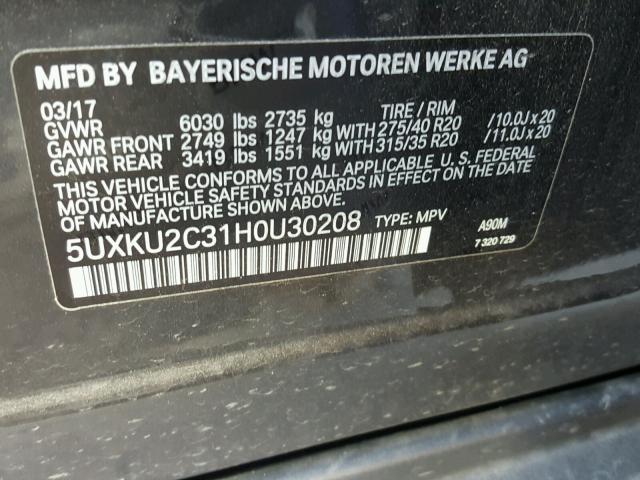 MFD BY BAYERISCHE MOTOREN WERKE AG
03/17 TIRE / RIM
GVWR 6030 lbs 2735 kg
GAWR FRONT 2749 lbs 1247 kg WITH 275/40 R20 /10.0J x 20
GAWR REAR 3419 lbs 1551 kg WITH 315/35 R20 /11.0J x 20
THIS VEHICLE CONFORMS TO ALL APPLICABLE U. S. FEDERAL
MOTOR VEHICLE SAFETY STANDARDS IN EFFECT ON THE DATE
OF MANUFACTURE SHOWN ABOVE.
5UXKU2C31H0U30208 TYPE: MPV A90M
7 320 729